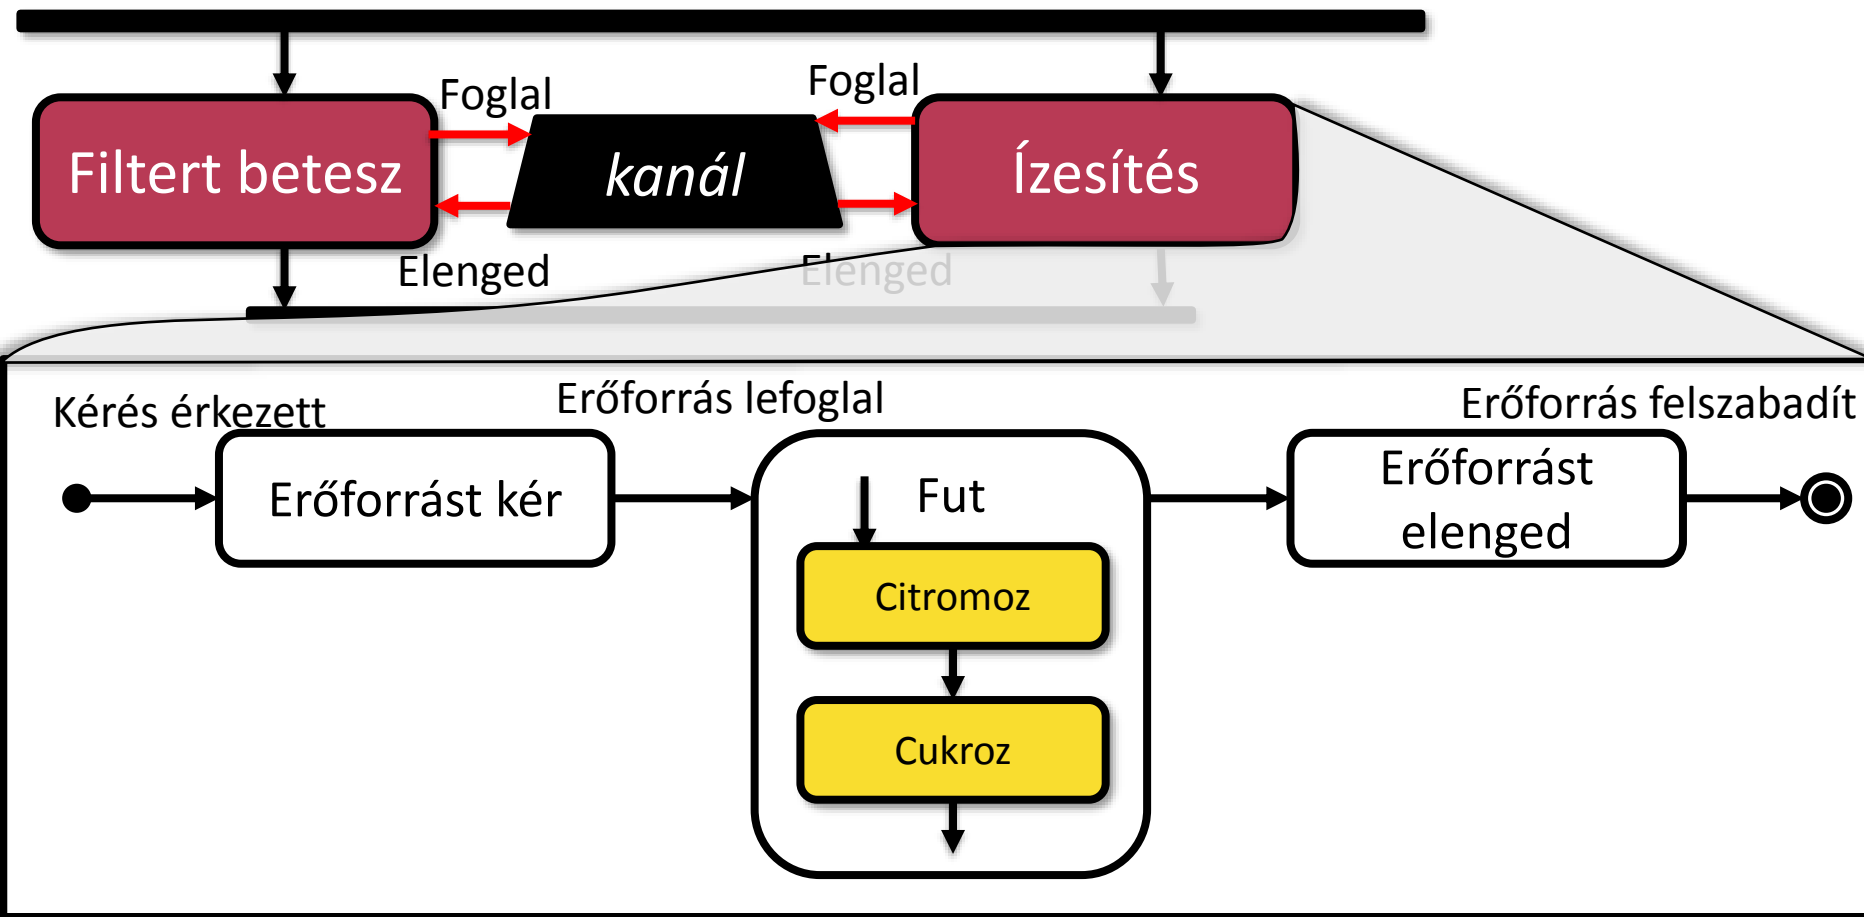 Foglal
Foglal
Filtert betesz
kanál
Ízesítés
Elenged
Elenged
Kérés érkezett
Erőforrás lefoglal
Erőforrás felszabadít
Erőforrást kér
Fut
Erőforrást
elenged
Citromoz
Cukroz